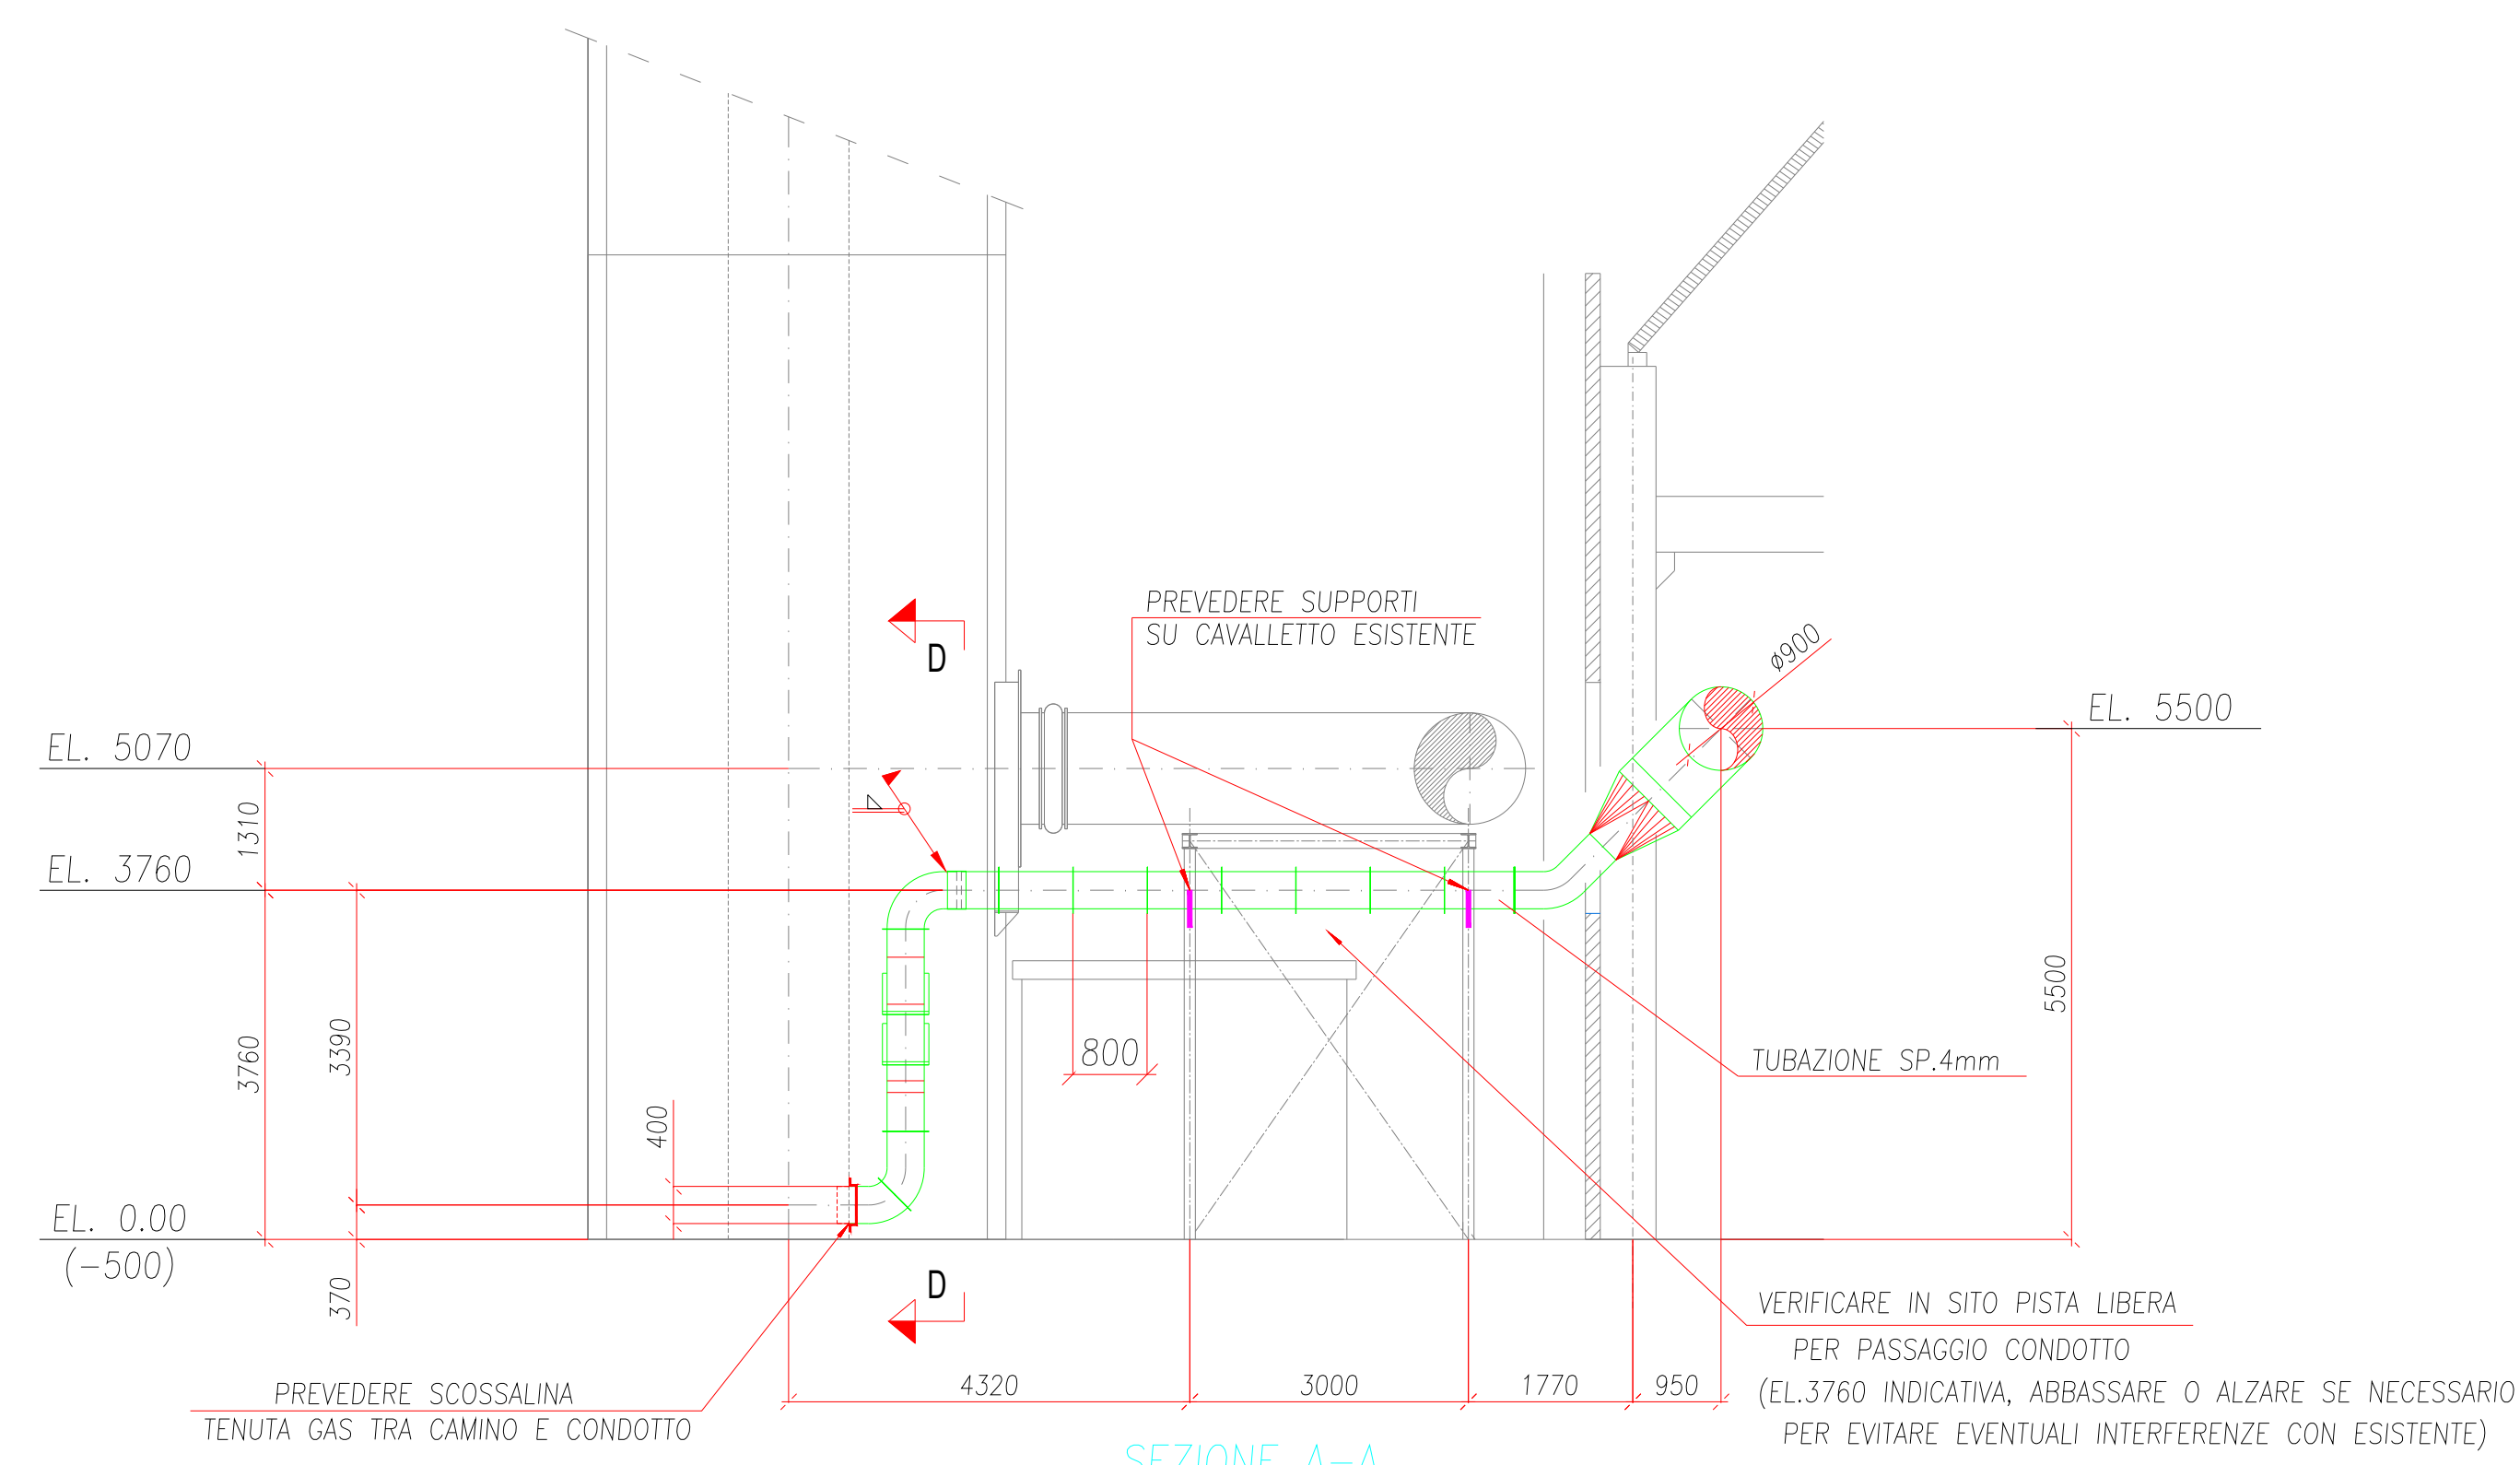 PREVEDERE SUPPORTI
SU CAVALLETTO ESISTENTE
D
ø900
EL. 5500
EL. 5070
1310
EL. 3760
3760
3390
5500
800
TUBAZIONE SP.4mm
400
EL. 0.00
(-500)
370
D
VERIFICARE IN SITO PISTA LIBERA
PER PASSAGGIO CONDOTTO
(EL.3760 INDICATIVA, ABBASSARE O ALZARE SE NECESSARIO
PER EVITARE EVENTUALI INTERFERENZE CON ESISTENTE)
4320
3000
1770
950
PREVEDERE SCOSSALINA
TENUTA GAS TRA CAMINO E CONDOTTO
SEZIONE A-A